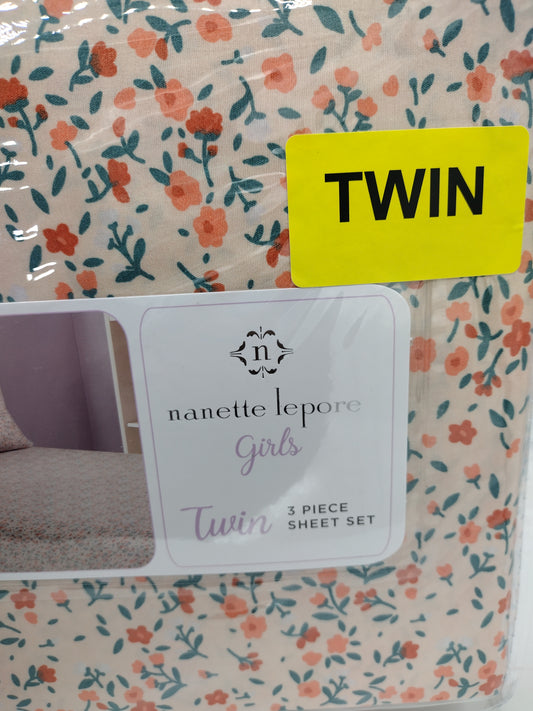 TWIN
n
nanette lepore
Girls
Twin 3 PIECE
SHEET SET